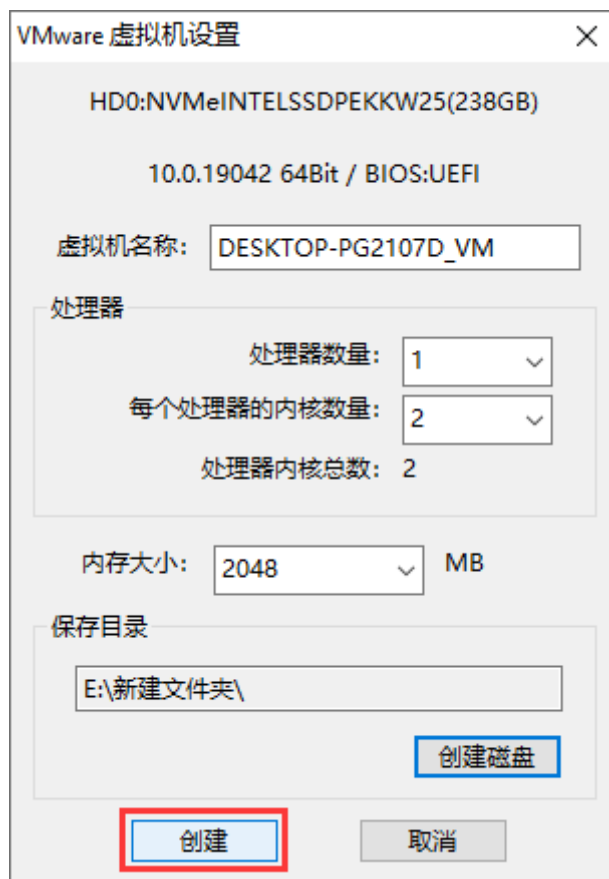 VMware 虚拟机设置
HD0:NVMeINTELSSDPEKKW25(238GB)
10.0.19042 64Bit / BIOS:UEFI
虚拟机名称： DESKTOP-PG2107D_VM
处理器
处理器数量： 1
每个处理器的内核数量： 2
处理器内核总数： 2
内存大小： 2048 MB
保存目录
E:\新建文件夹\
创建磁盘
创建 取消